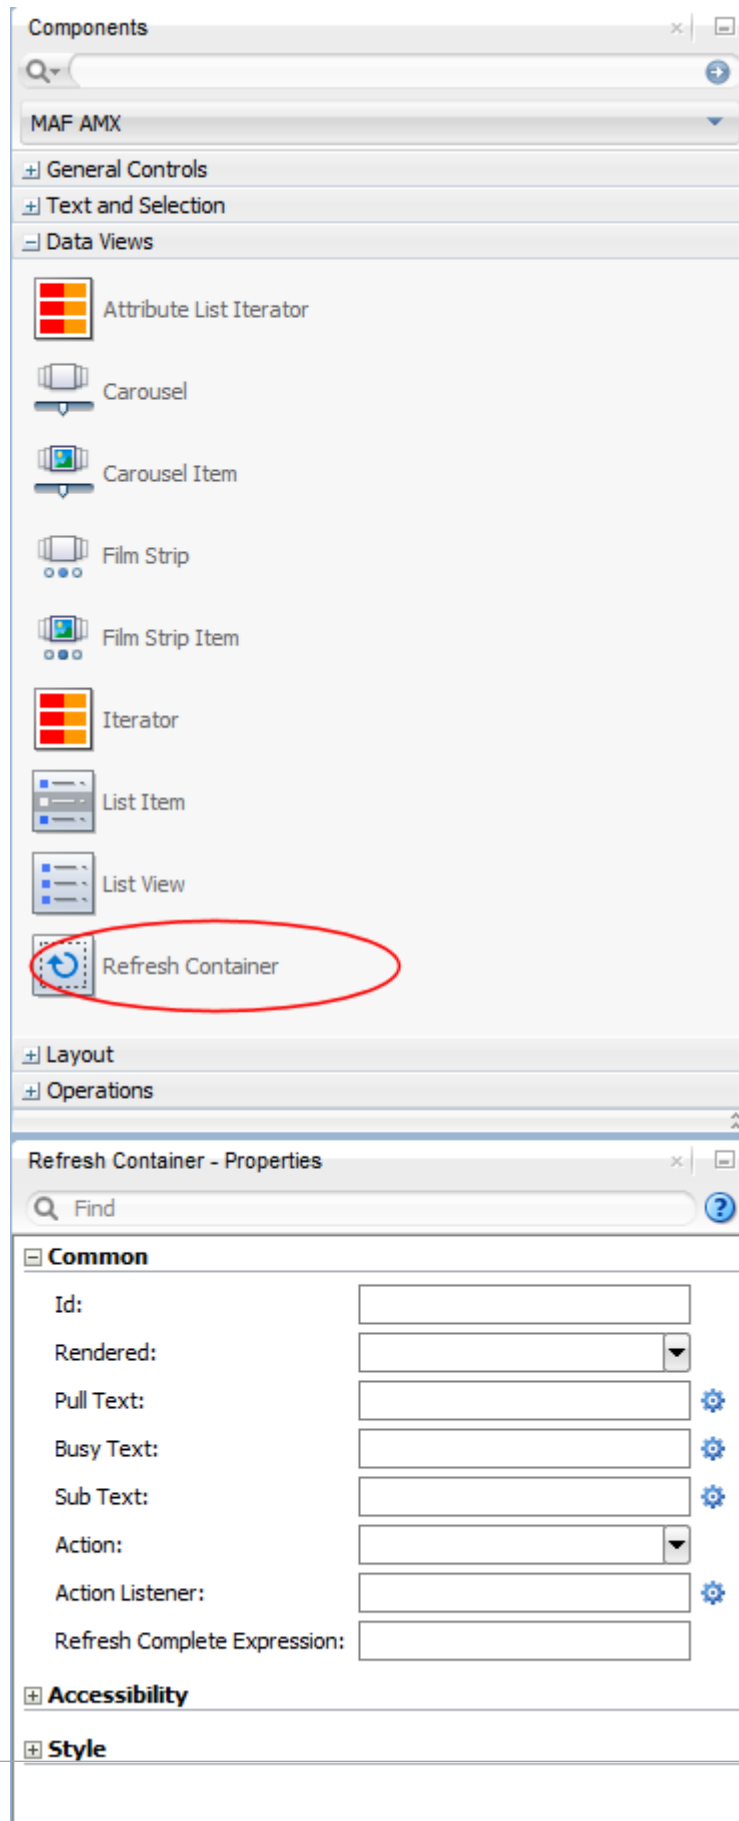 Components
MAF AMX
General Controls
Text and Selection
Data Views
Attribute List Iterator
Carousel
Carousel Item
Film Strip
Film Strip Item
Iterator
List Item
List View
Refresh Container
Layout
Operations
Refresh Container - Properties
Find
Common
Id:
Rendered:
Pull Text:
Busy Text:
Sub Text:
Action:
Action Listener:
Refresh Complete Expression:
Accessibility
Style